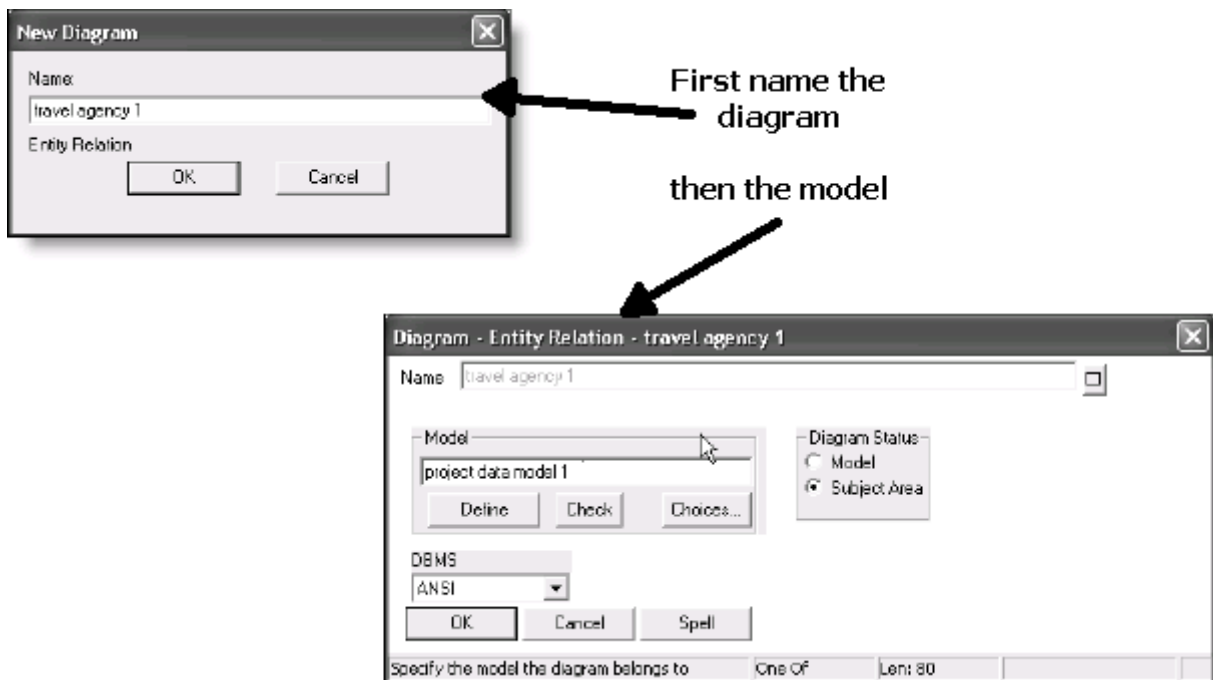 New Diagram
Name:
travel agency 1
Entity Relation
OK
Cancel
First name the
diagram
then the model
Diagram - Entity Relation - travel agency 1
Name
travel agency 1
Model
project data model 1
Define
Check
Choices...
Diagram Status
Model
Subject Area
DBMS
ANSI
OK
Cancel
Spell
Specify the model the diagram belongs to
One Of
Len: 80